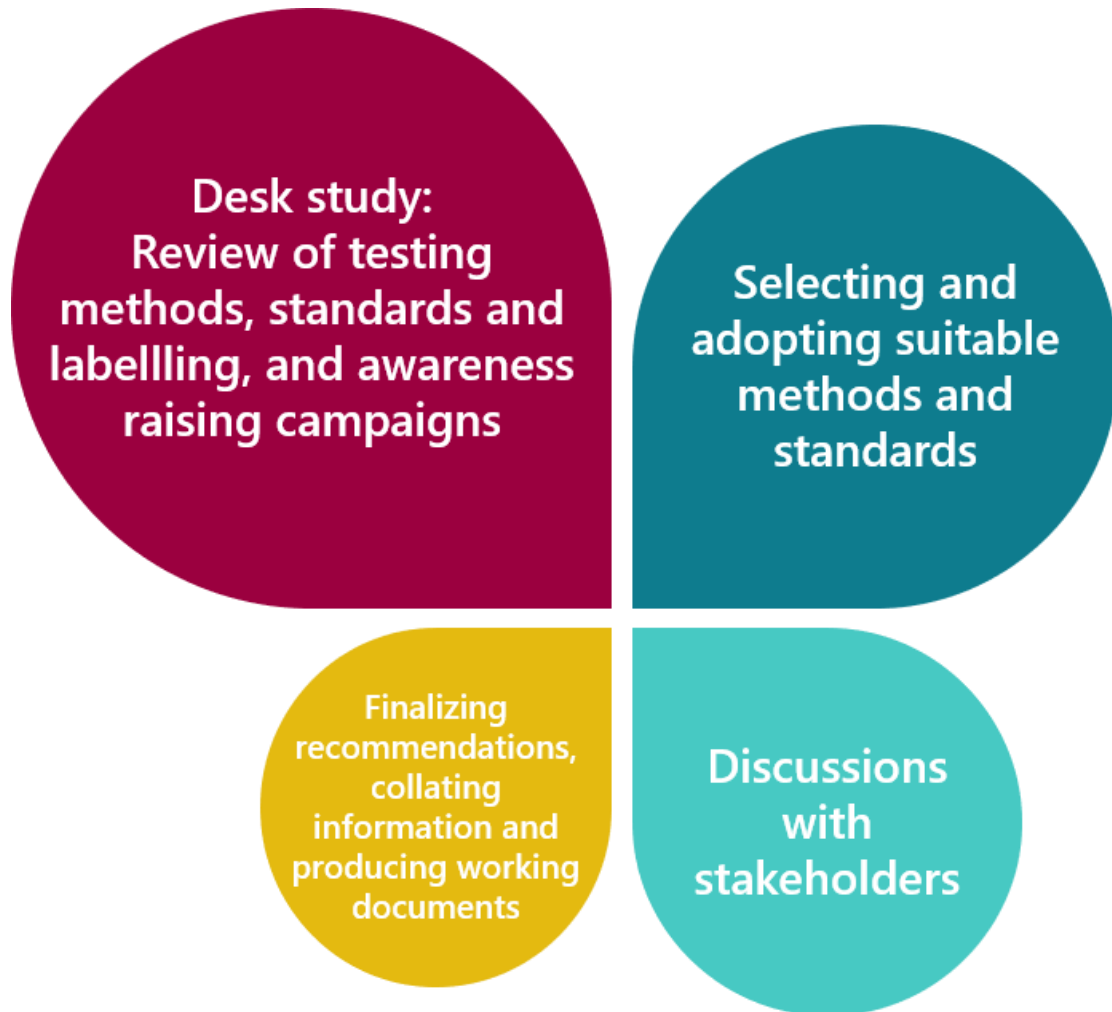 Desk study:
Review of testing
methods, standards and
labellling, and awareness
raising campaigns
Selecting and
adopting suitable
methods and
standards
Finalizing
recommendations,
collating
information and
producing working
documents
Discussions
with
stakeholders